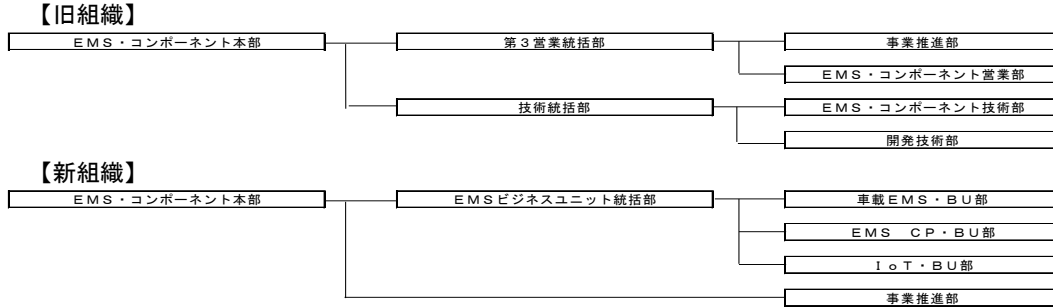 【旧組織】
EMS・コンポーネント本部
第3営業統括部
事業推進部
EMS・コンポーネント営業部
技術統括部
EMS・コンポーネント技術部
開発技術部
【新組織】
EMS・コンポーネント本部
EMSビジネスユニット統括部
車載EMS・BU部
EMS CP・BU部
IoT・BU部
事業推進部